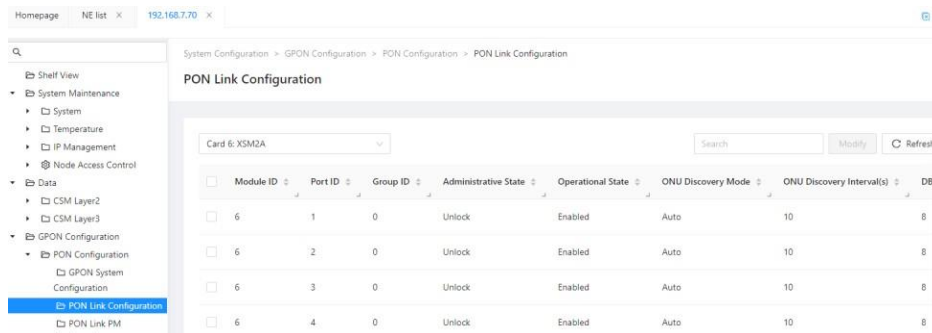 Homepage NE list × 192.168.7.70 ×
System Configuration > GPON Configuration > PON Configuration > PON Link Configuration
PON Link Configuration
Shelf View
System Maintenance
System
Temperature
IP Management
Node Access Control
Data
CSM Layer2
CSM Layer3
GPON Configuration
PON Configuration
GPON System
Configuration
PON Link Configuration
PON Link PM
Card 6: XSM2A Search Modify Refresh
Module ID Port ID Group ID Administrative State Operational State ONU Discovery Mode ONU Discovery Interval(s) DB
6 1 0 Unlock Enabled Auto 10 8
6 2 0 Unlock Enabled Auto 10 8
6 3 0 Unlock Enabled Auto 10 8
6 4 0 Unlock Enabled Auto 10 8